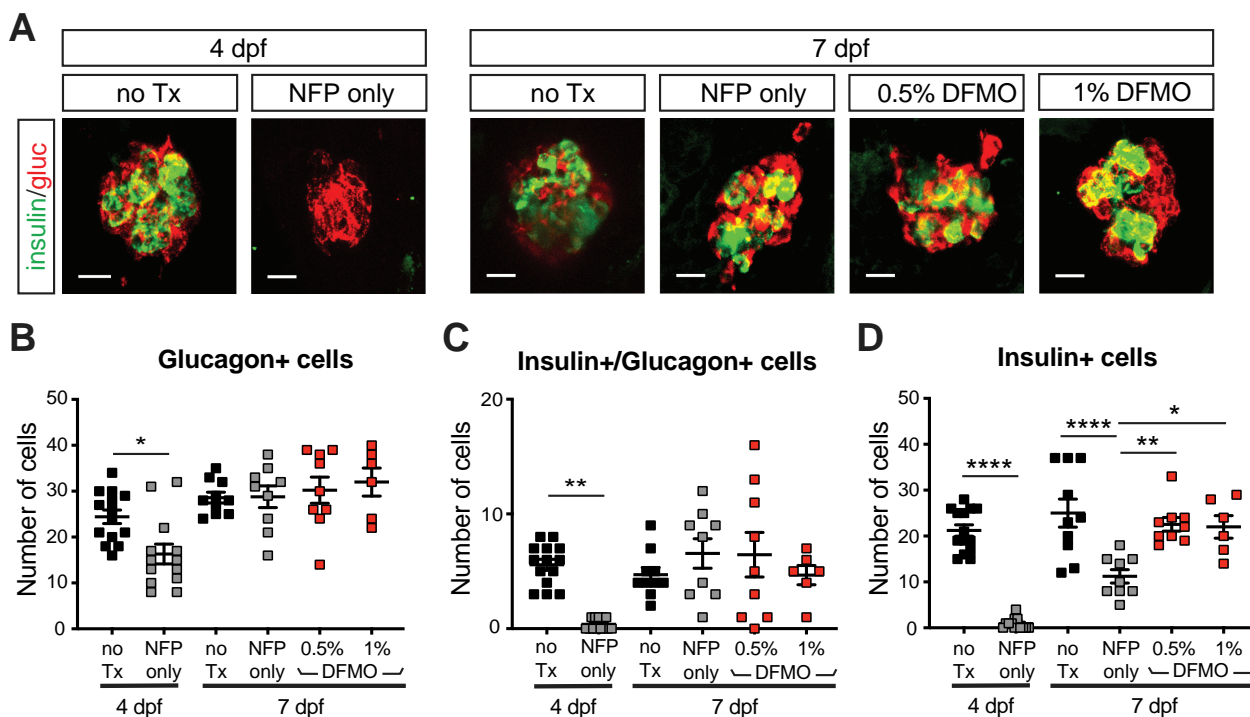 A
4 dpf
7 dpf
no Tx
NFP only
no Tx
NFP only
0.5% DFMO
1% DFMO
insulin/gluc
B
Glucagon+ cells
Number of cells
50
40
30
20
10
0
no Tx
NFP only
no Tx
NFP only
0.5%
1%
DFMO
4 dpf
7 dpf
*
C
Insulin+/Glucagon+ cells
Number of cells
20
10
0
no Tx
NFP only
no Tx
NFP only
0.5%
1%
DFMO
4 dpf
7 dpf
**
D
Insulin+ cells
Number of cells
50
40
30
20
10
0
no Tx
NFP only
no Tx
NFP only
0.5%
1%
DFMO
4 dpf
7 dpf
****
****
**
*